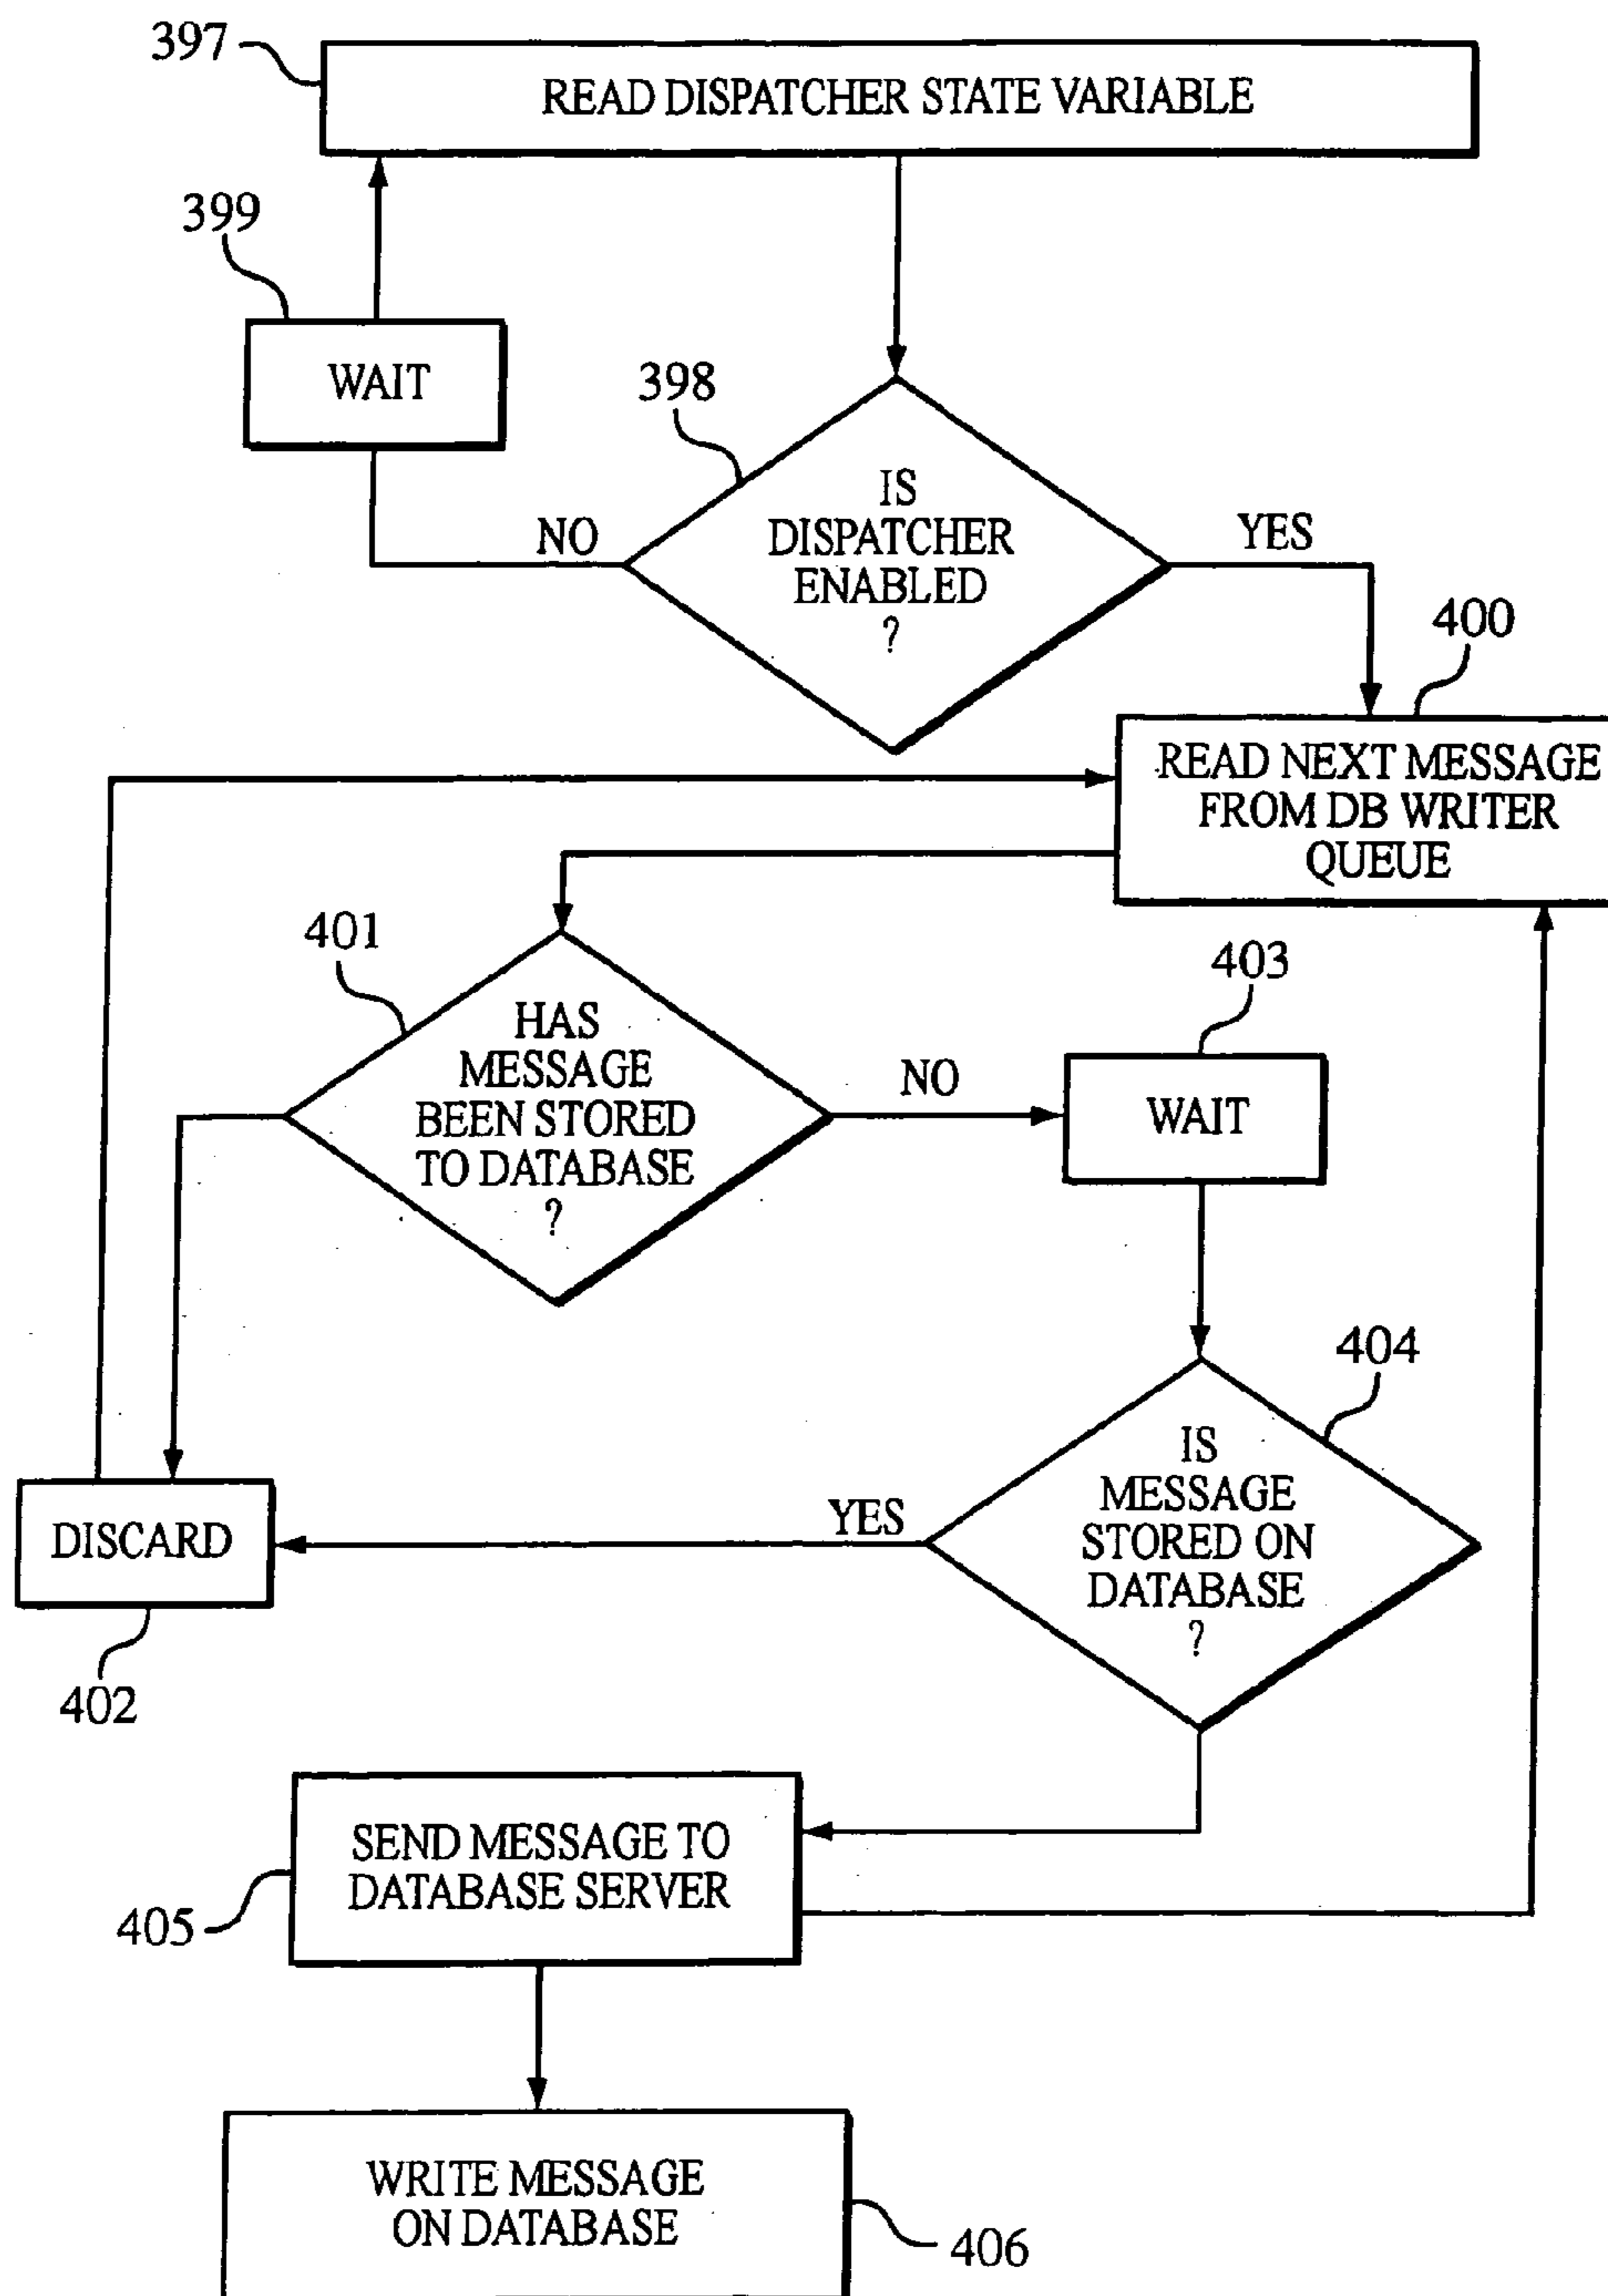 397
READ DISPATCHER STATE VARIABLE
399
WAIT
398
IS
DISPATCHER
ENABLED
?
NO
YES
400
READ NEXT MESSAGE
FROM DB WRITER
QUEUE
401
HAS
MESSAGE
BEEN STORED
TO DATABASE
?
NO
403
WAIT
404
IS
MESSAGE
STORED ON
DATABASE
?
YES
DISCARD
402
SEND MESSAGE TO
DATABASE SERVER
405
WRITE MESSAGE
ON DATABASE
406